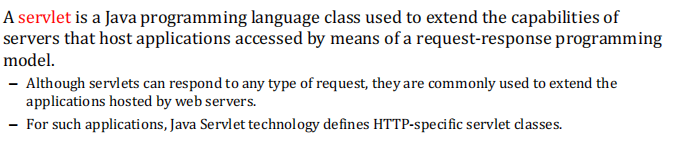 A servlet is a Java programming language class used to extend the capabilities of
servers that host applications accessed by means of a request-response programming
model.
– Although servlets can respond to any type of request, they are commonly used to extend the
applications hosted by web servers.
– For such applications, Java Servlet technology defines HTTP-specific servlet classes.